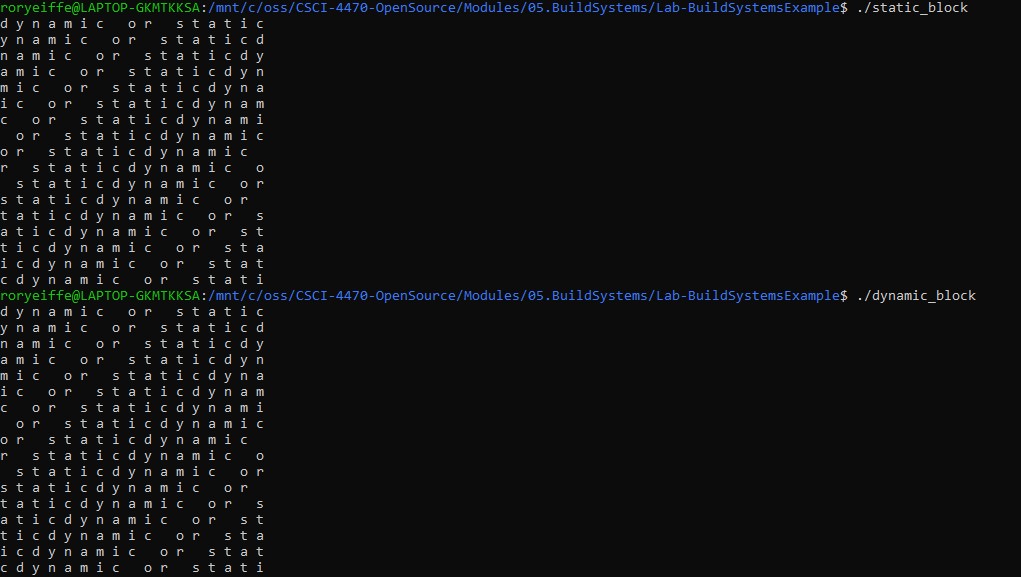 roryeiffe@LAPTOP-GKMTKKSA:/mnt/c/oss/CSCI-4470-OpenSource/Modules/05.BuildSystems/Lab-BuildSystemsExample$ ./static_block
d y n a m i c   o r   s t a t i c
y n a m i c   o r   s t a t i c d
n a m i c   o r   s t a t i c d y
a m i c   o r   s t a t i c d y n
m i c   o r   s t a t i c d y n a
i c   o r   s t a t i c d y n a m
c   o r   s t a t i c d y n a m i
  o r   s t a t i c d y n a m i c
o r   s t a t i c d y n a m i c
r   s t a t i c d y n a m i c   o
  s t a t i c d y n a m i c   o r
s t a t i c d y n a m i c   o r
t a t i c d y n a m i c   o r   s
a t i c d y n a m i c   o r   s t
t i c d y n a m i c   o r   s t a
i c d y n a m i c   o r   s t a t
c d y n a m i c   o r   s t a t i
roryeiffe@LAPTOP-GKMTKKSA:/mnt/c/oss/CSCI-4470-OpenSource/Modules/05.BuildSystems/Lab-BuildSystemsExample$ ./dynamic_block
d y n a m i c   o r   s t a t i c
y n a m i c   o r   s t a t i c d
n a m i c   o r   s t a t i c d y
a m i c   o r   s t a t i c d y n
m i c   o r   s t a t i c d y n a
i c   o r   s t a t i c d y n a m
c   o r   s t a t i c d y n a m i
  o r   s t a t i c d y n a m i c
o r   s t a t i c d y n a m i c
r   s t a t i c d y n a m i c   o
  s t a t i c d y n a m i c   o r
s t a t i c d y n a m i c   o r
t a t i c d y n a m i c   o r   s
a t i c d y n a m i c   o r   s t
t i c d y n a m i c   o r   s t a
i c d y n a m i c   o r   s t a t
c d y n a m i c   o r   s t a t i